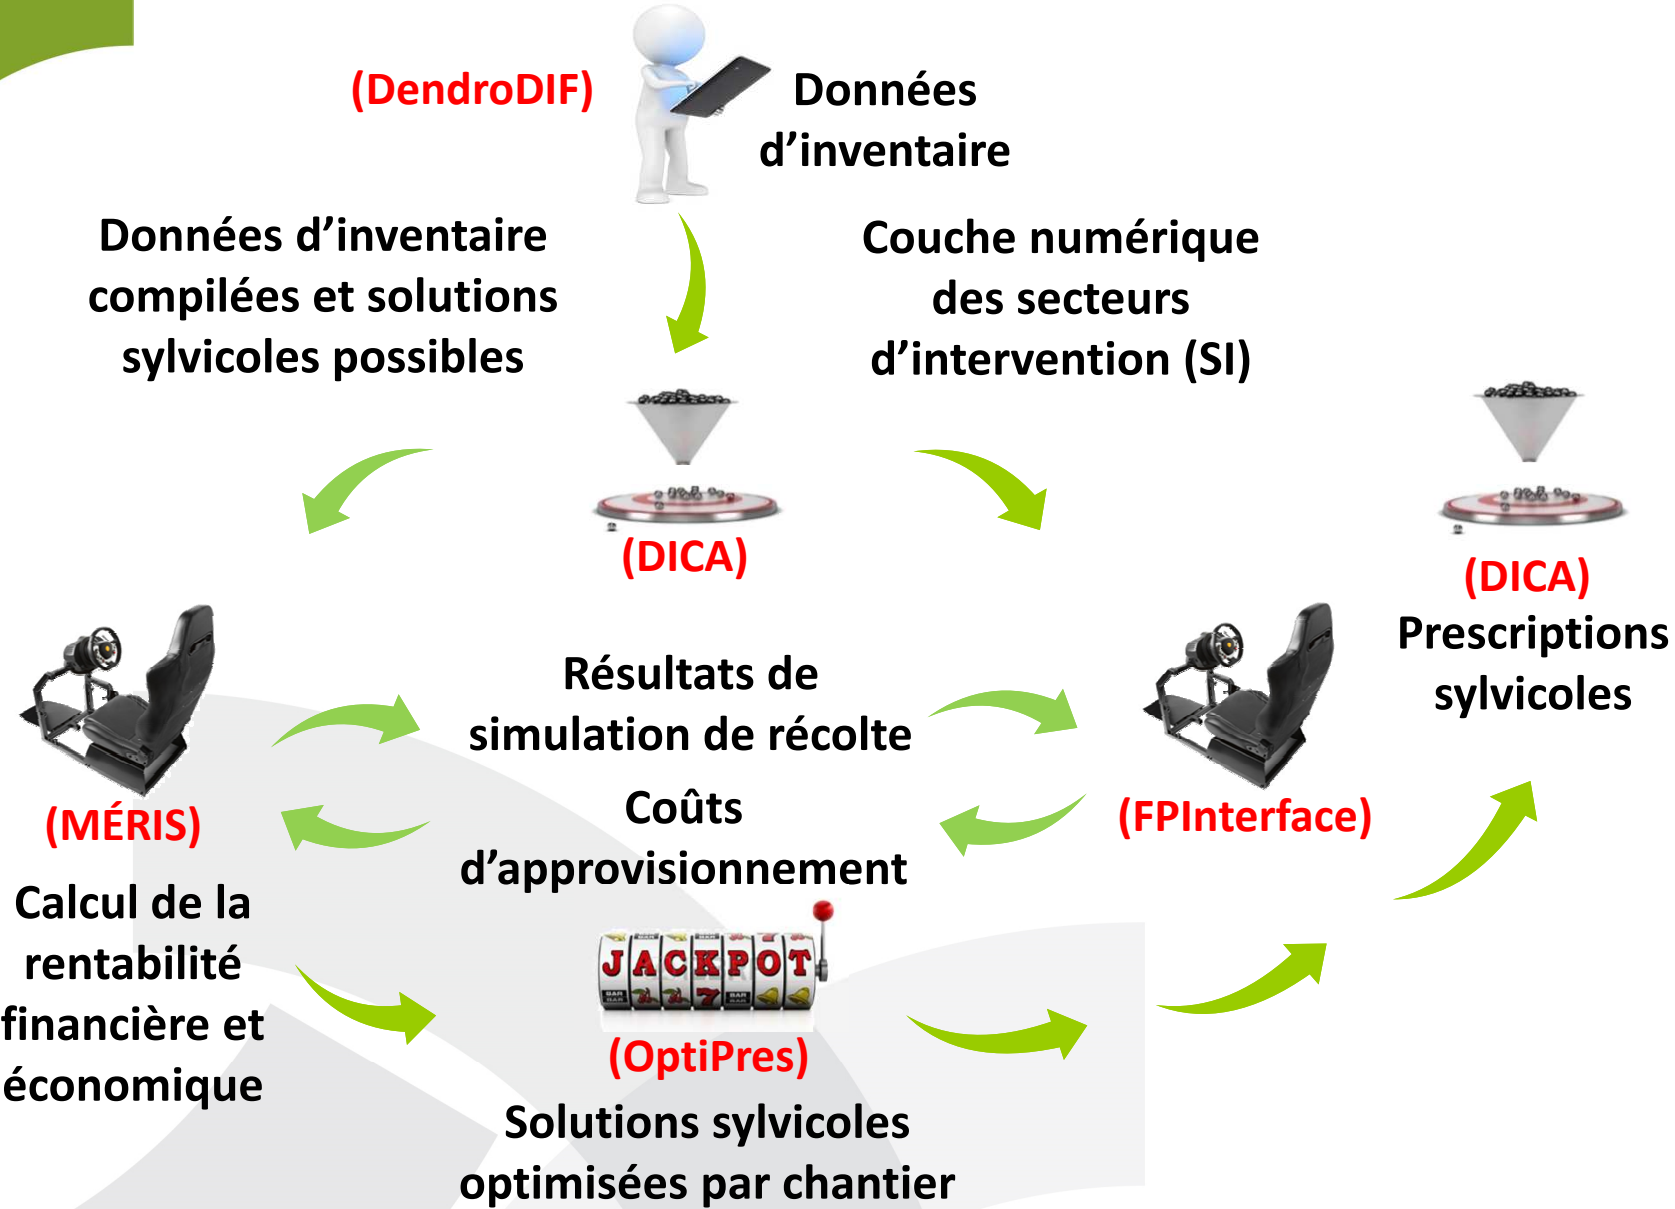 (DendroDIF)
Données
d’inventaire
Données d’inventaire
compilées et solutions
sylvicoles possibles
Couche numérique
des secteurs
d’intervention (SI)
(DICA)
(DICA)
Prescriptions
sylvicoles
Résultats de
simulation de récolte
Coûts
d’approvisionnement
(MÉRIS)
(FPInterface)
Calcul de la
rentabilité
financière et
économique
JACKPOT
(OptiPres)
Solutions sylvicoles
optimisées par chantier